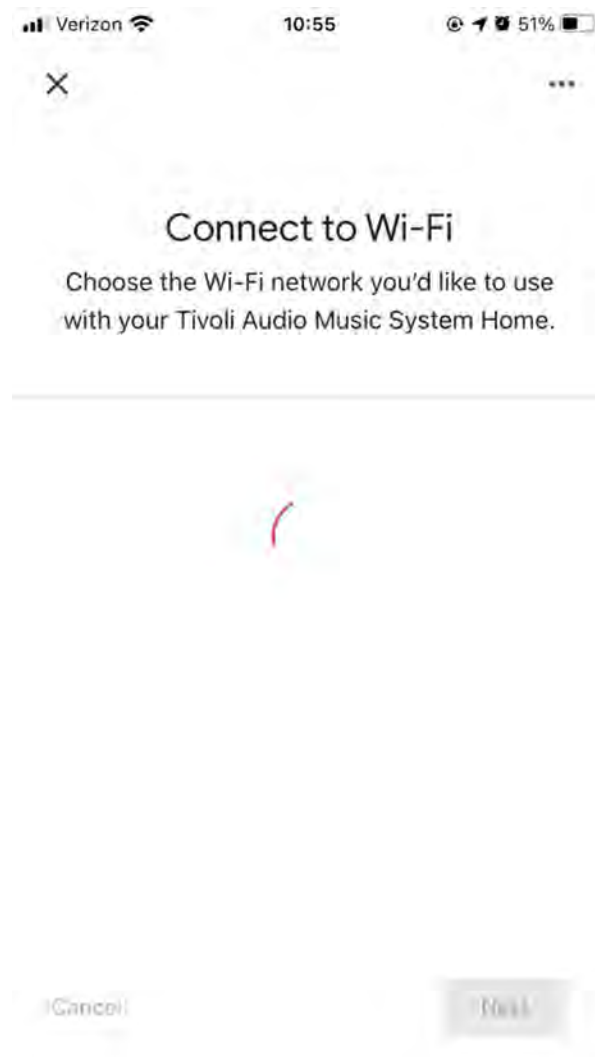 Verizon 10:55 51%
Connect to Wi-Fi
Choose the Wi-Fi network you'd like to use
with your Tivoli Audio Music System Home.
Cancel Next